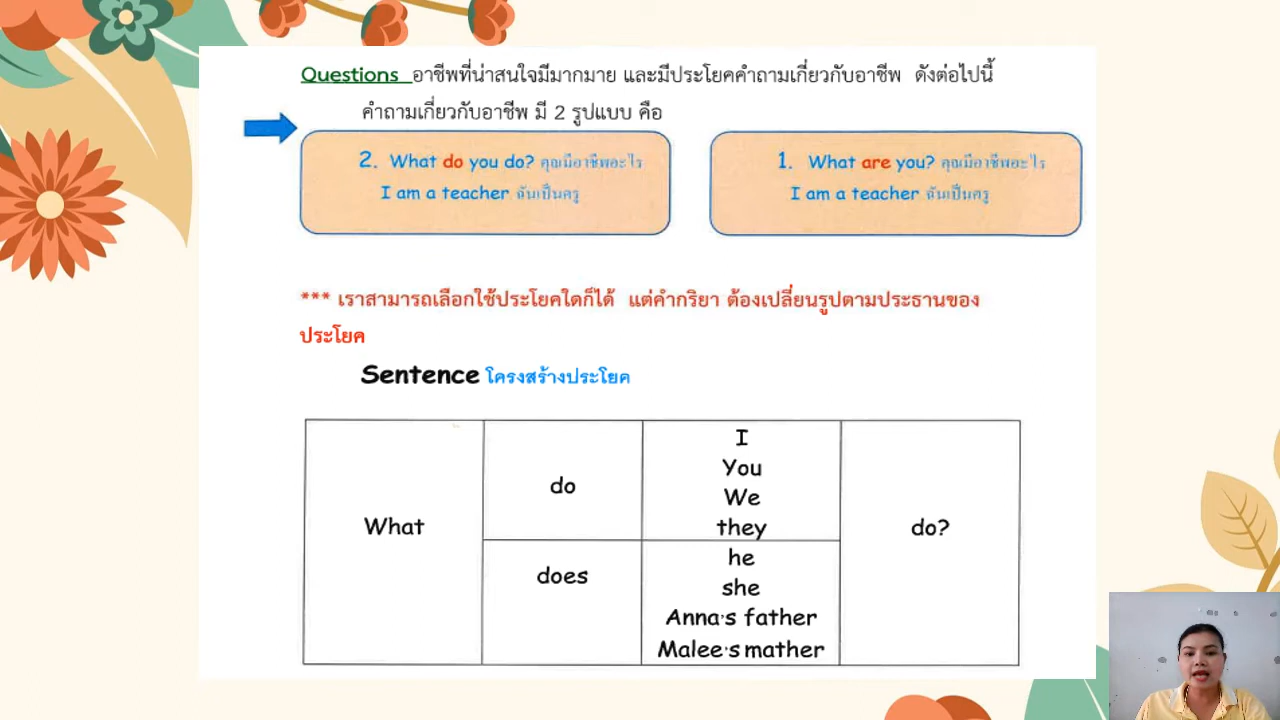 Questions อาชีพที่น่าสนใจมีมากมาย และมีประโยคคำถามเกี่ยวกับอาชีพ ดังต่อไปนี้
คำถามเกี่ยวกับอาชีพ มี 2 รูปแบบ คือ
2. What do you do? คุณมีอาชีพอะไร
I am a teacher ฉันเป็นครู
1. What are you? คุณมีอาชีพอะไร
I am a teacher ฉันเป็นครู
*** เราสามารถเลือกใช้ประโยคใดก็ได้ แต่คำกริยา ต้องเปลี่ยนรูปตามประธานของ
ประโยค
Sentence โครงสร้างประโยค
What
do
does
I
You
We
they
he
she
Anna's father
Malee's mather
do?